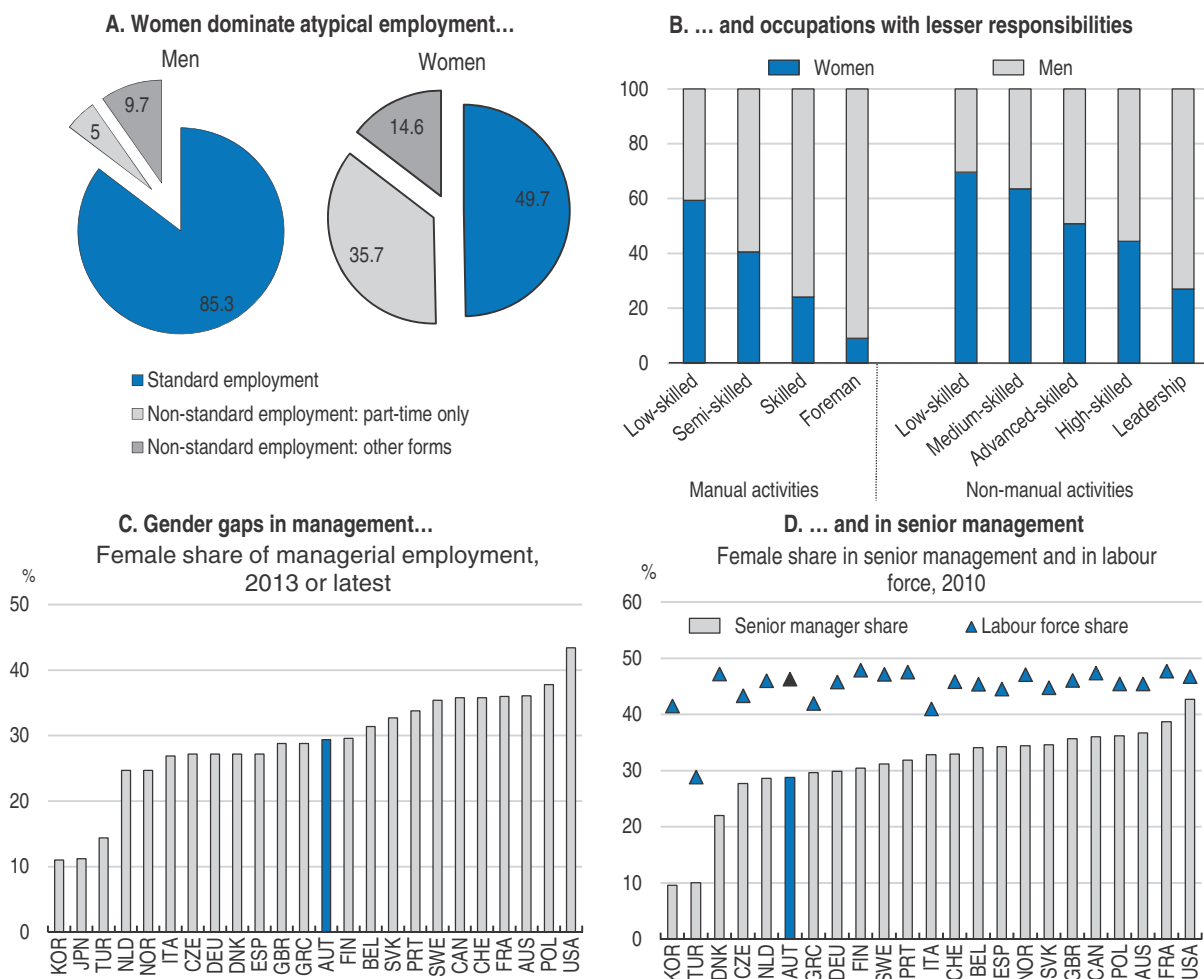 A. Women dominate atypical employment…
Men
Women
9.7
5
85.3
14.6
35.7
49.7
Standard employment
Non-standard employment: part-time only
Non-standard employment: other forms
B. … and occupations with lesser responsibilities
Women
Men
100
80
60
40
20
0
Low-skilled
Semi-skilled
Skilled
Foreman
Low-skilled
Medium-skilled
Advanced-skilled
High-skilled
Leadership
Manual activities
Non-manual activities
C. Gender gaps in management…
Female share of managerial employment,
2013 or latest
%
50
40
30
20
10
0
KOR
JPN
TUR
NLD
NOR
ITA
CZE
DEU
DNK
ESP
GBR
GRC
AUT
FIN
BEL
SVK
PRT
SWE
CAN
CHE
FRA
AUS
POL
USA
D. … and in senior management
Female share in senior management and in labour
force, 2010
%
Senior manager share
Labour force share
60
50
40
30
20
10
0
KOR
TUR
DNK
CZE
NLD
AUT
GRC
DEU
FIN
SWE
PRT
ITA
CHE
BEL
ESP
NOR
SVK
GBR
CAN
POL
AUS
FRA
USA